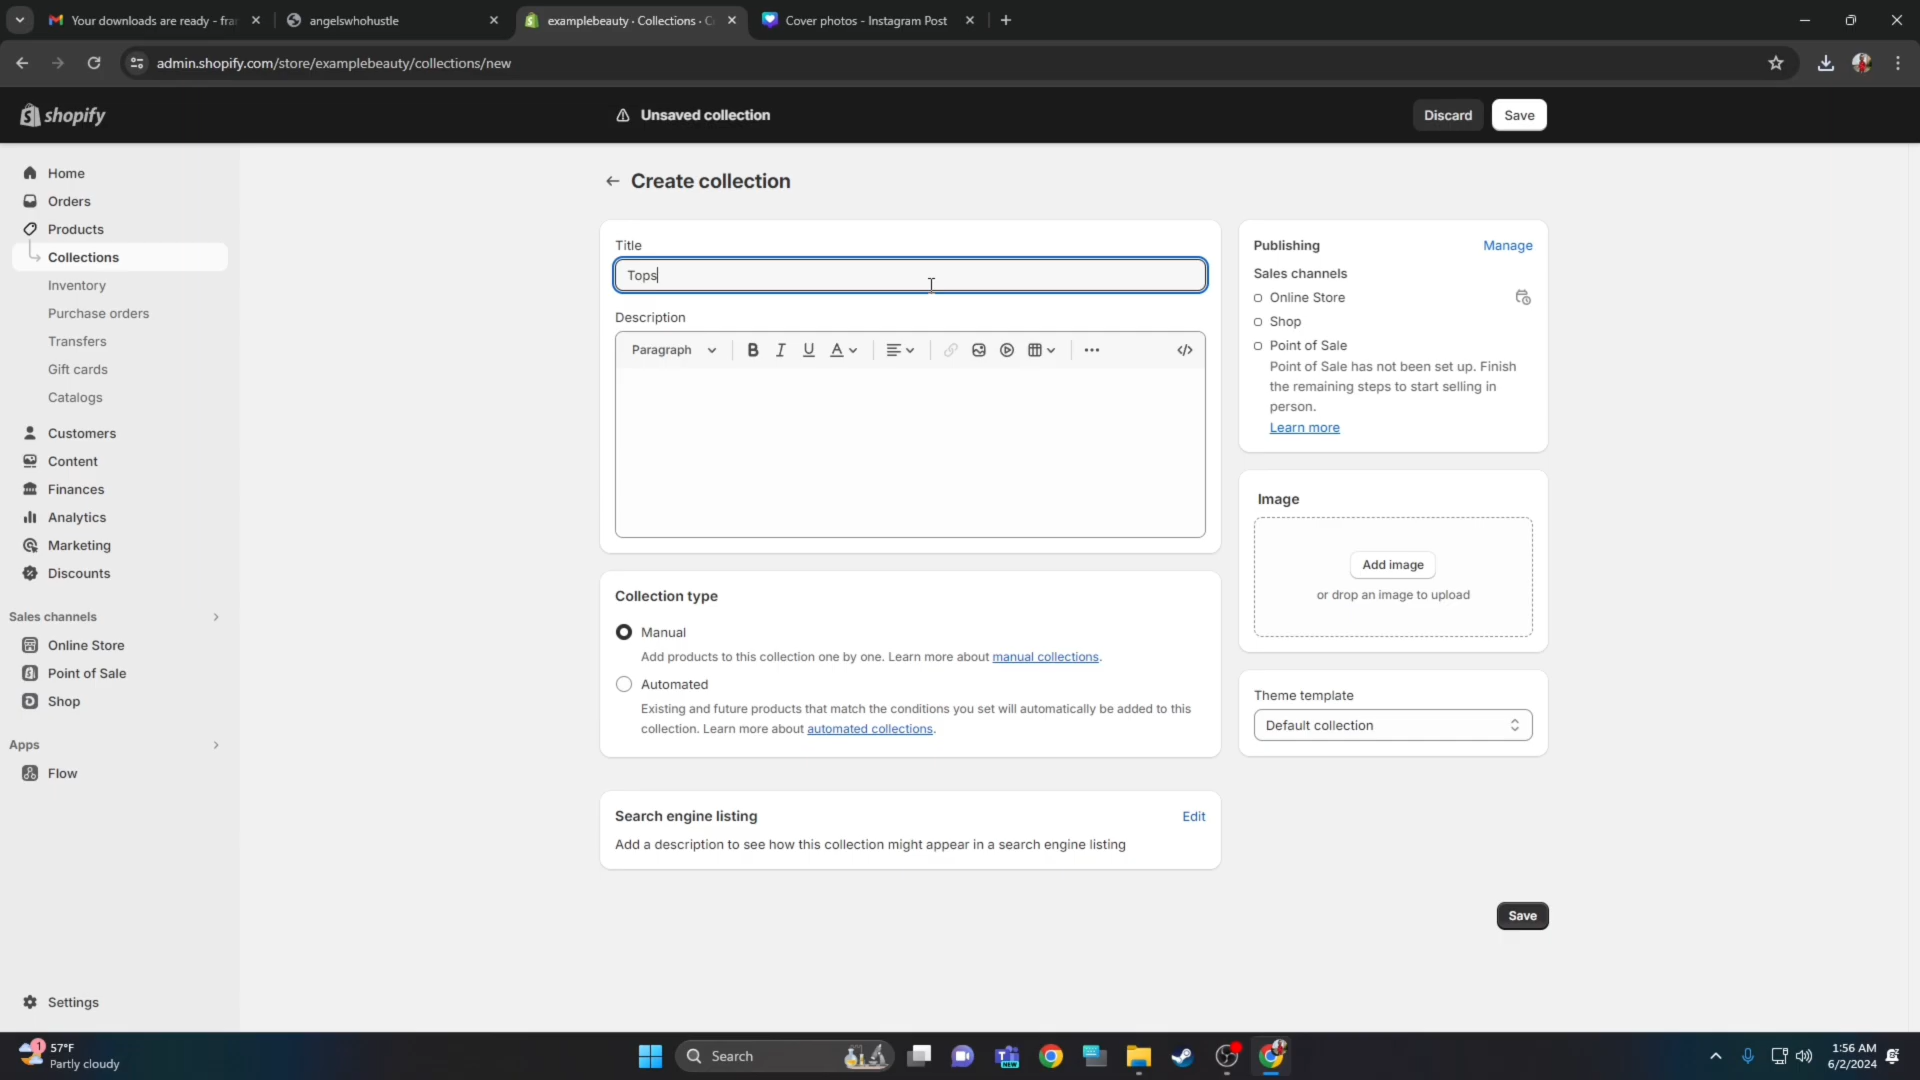 Your downloads are ready - fra
angelswhohustle
examplebeauty · Collections · C
Cover photos - Instagram Post
admin.shopify.com/store/examplebeauty/collections/new
shopify
Unsaved collection
Discard
Save
Home
Orders
Products
Collections
Inventory
Purchase orders
Transfers
Gift cards
Catalogs
Customers
Content
Finances
Analytics
Marketing
Discounts
Sales channels
Online Store
Point of Sale
Shop
Apps
Flow
Settings
Create collection
Title
Tops
Description
Paragraph
B I U A
Collection type
Manual
Add products to this collection one by one. Learn more about manual collections.
Automated
Existing and future products that match the conditions you set will automatically be added to this
collection. Learn more about automated collections.
Search engine listing
Edit
Add a description to see how this collection might appear in a search engine listing
Publishing
Manage
Sales channels
Online Store
Shop
Point of Sale
Point of Sale has not been set up. Finish
the remaining steps to start selling in
person.
Learn more
Image
Add image
or drop an image to upload
Theme template
Default collection
Save
1
57°F
Partly cloudy
Search
NEW
1:56 AM
6/2/2024